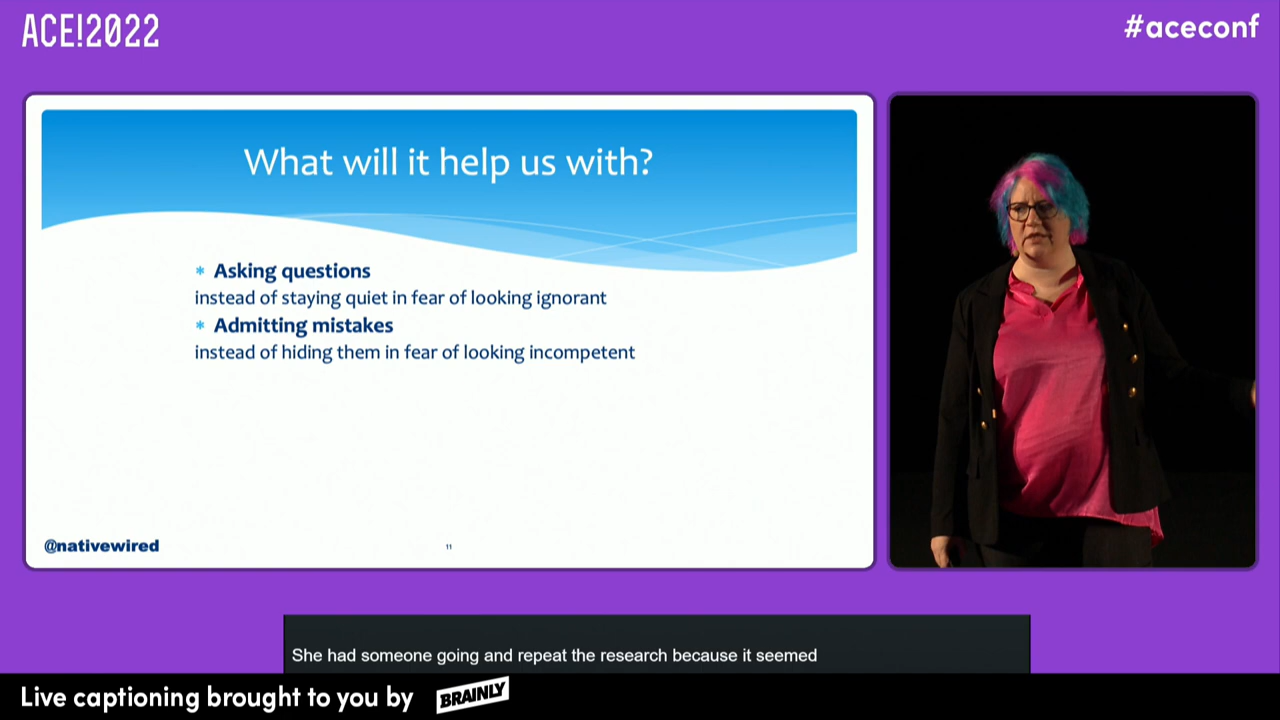 ACE!2022
#aceconf
What will it help us with?
* Asking questions
instead of staying quiet in fear of looking ignorant
* Admitting mistakes
instead of hiding them in fear of looking incompetent
@nativewired
11
She had someone going and repeat the research because it seemed
Live captioning brought to you by BRAINLY